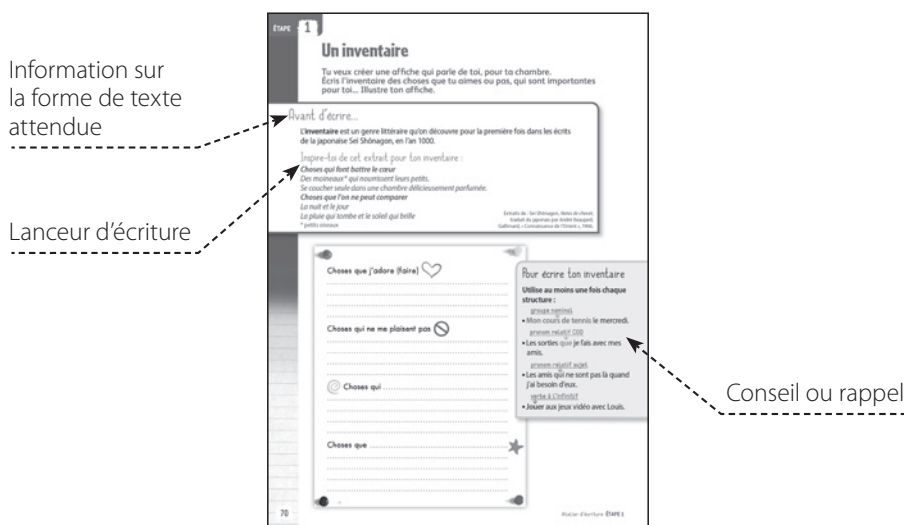 ÉTAPE 1
Un inventaire
Tu veux créer une affiche qui parle de toi, pour ta chambre.
Écris l'inventaire des choses que tu aimes ou pas, qui sont importantes
pour toi... Illustre ton affiche.
Information sur
la forme de texte
attendue
Avant d'écrire...
L'inventaire est un genre littéraire qu'on découvre pour la première fois dans les écrits
de la japonaise Sei Shōnagon, en l'an 1000.
Inspire-toi de cet extrait pour ton inventaire :
Choses qui font battre le cœur
Des moineaux* qui nourrissent leurs petits.
Se coucher seule dans une chambre délicieusement parfumée.
Choses que l'on ne peut comparer
La nuit et le jour
La pluie qui tombe et le soleil qui brille
* petits oiseaux
Extraits de : Sei Shōnagon, Notes de chevet,
traduit du japonais par André Beaujard,
Gallimard, « Connaissance de l'Orient », 1966.
Lanceur d'écriture
Choses que j'adore (faire)
Choses qui ne me plaisent pas
Choses qui
Choses que
Pour écrire ton inventaire
Utilise au moins une fois chaque
structure :
groupe nominal
• Mon cours de tennis le mercredi.
pronom relatif COD
• Les sorties que je fais avec mes
amis.
pronom relatif sujet
• Les amis qui ne sont pas là quand
j'ai besoin d'eux.
verbe à l'infinitif
• Jouer aux jeux vidéo avec Louis.
Conseil ou rappel
70
Atelier d'écriture ÉTAPE 1